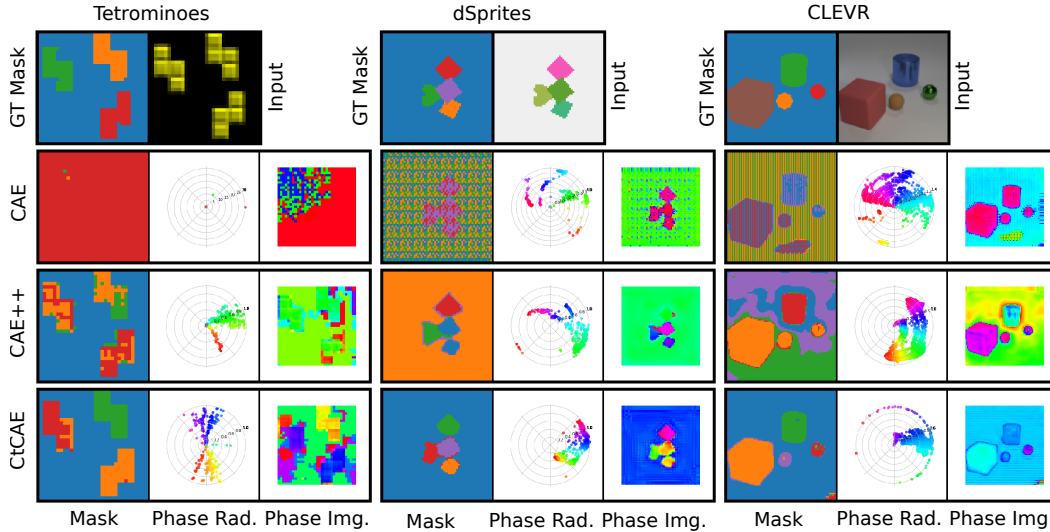 Tetrominoes dSprites CLEVR
GT Mask Input GT Mask Input GT Mask Input
CAE
CAE++
CtCAE
Mask Phase Rad. Phase Img. Mask Phase Rad. Phase Img. Mask Phase Rad. Phase Img.